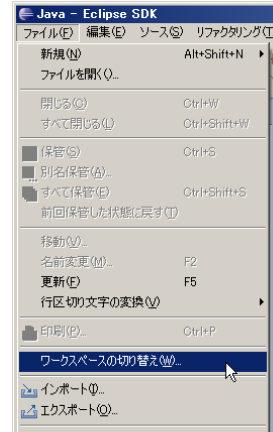 Java - Eclipse SDK
ファイル(F) 編集(E) ソース(S) リファクタリング(T
新規(N) Alt+Shift+N
ファイルを開く()...
閉じる(C) Ctrl+W
すべて閉じる(L) Ctrl+Shift+W
保管(S) Ctrl+S
別名保管(A)...
すべて保管(E) Ctrl+Shift+S
前回保管した状態に戻す(T)
移動(V)...
名前変更(M)... F2
更新(F) F5
行区切り文字の変換(V)
印刷(P)... Ctrl+P
ワークスペースの切り替え(W)...
インポート(I)...
エクスポート(O)...